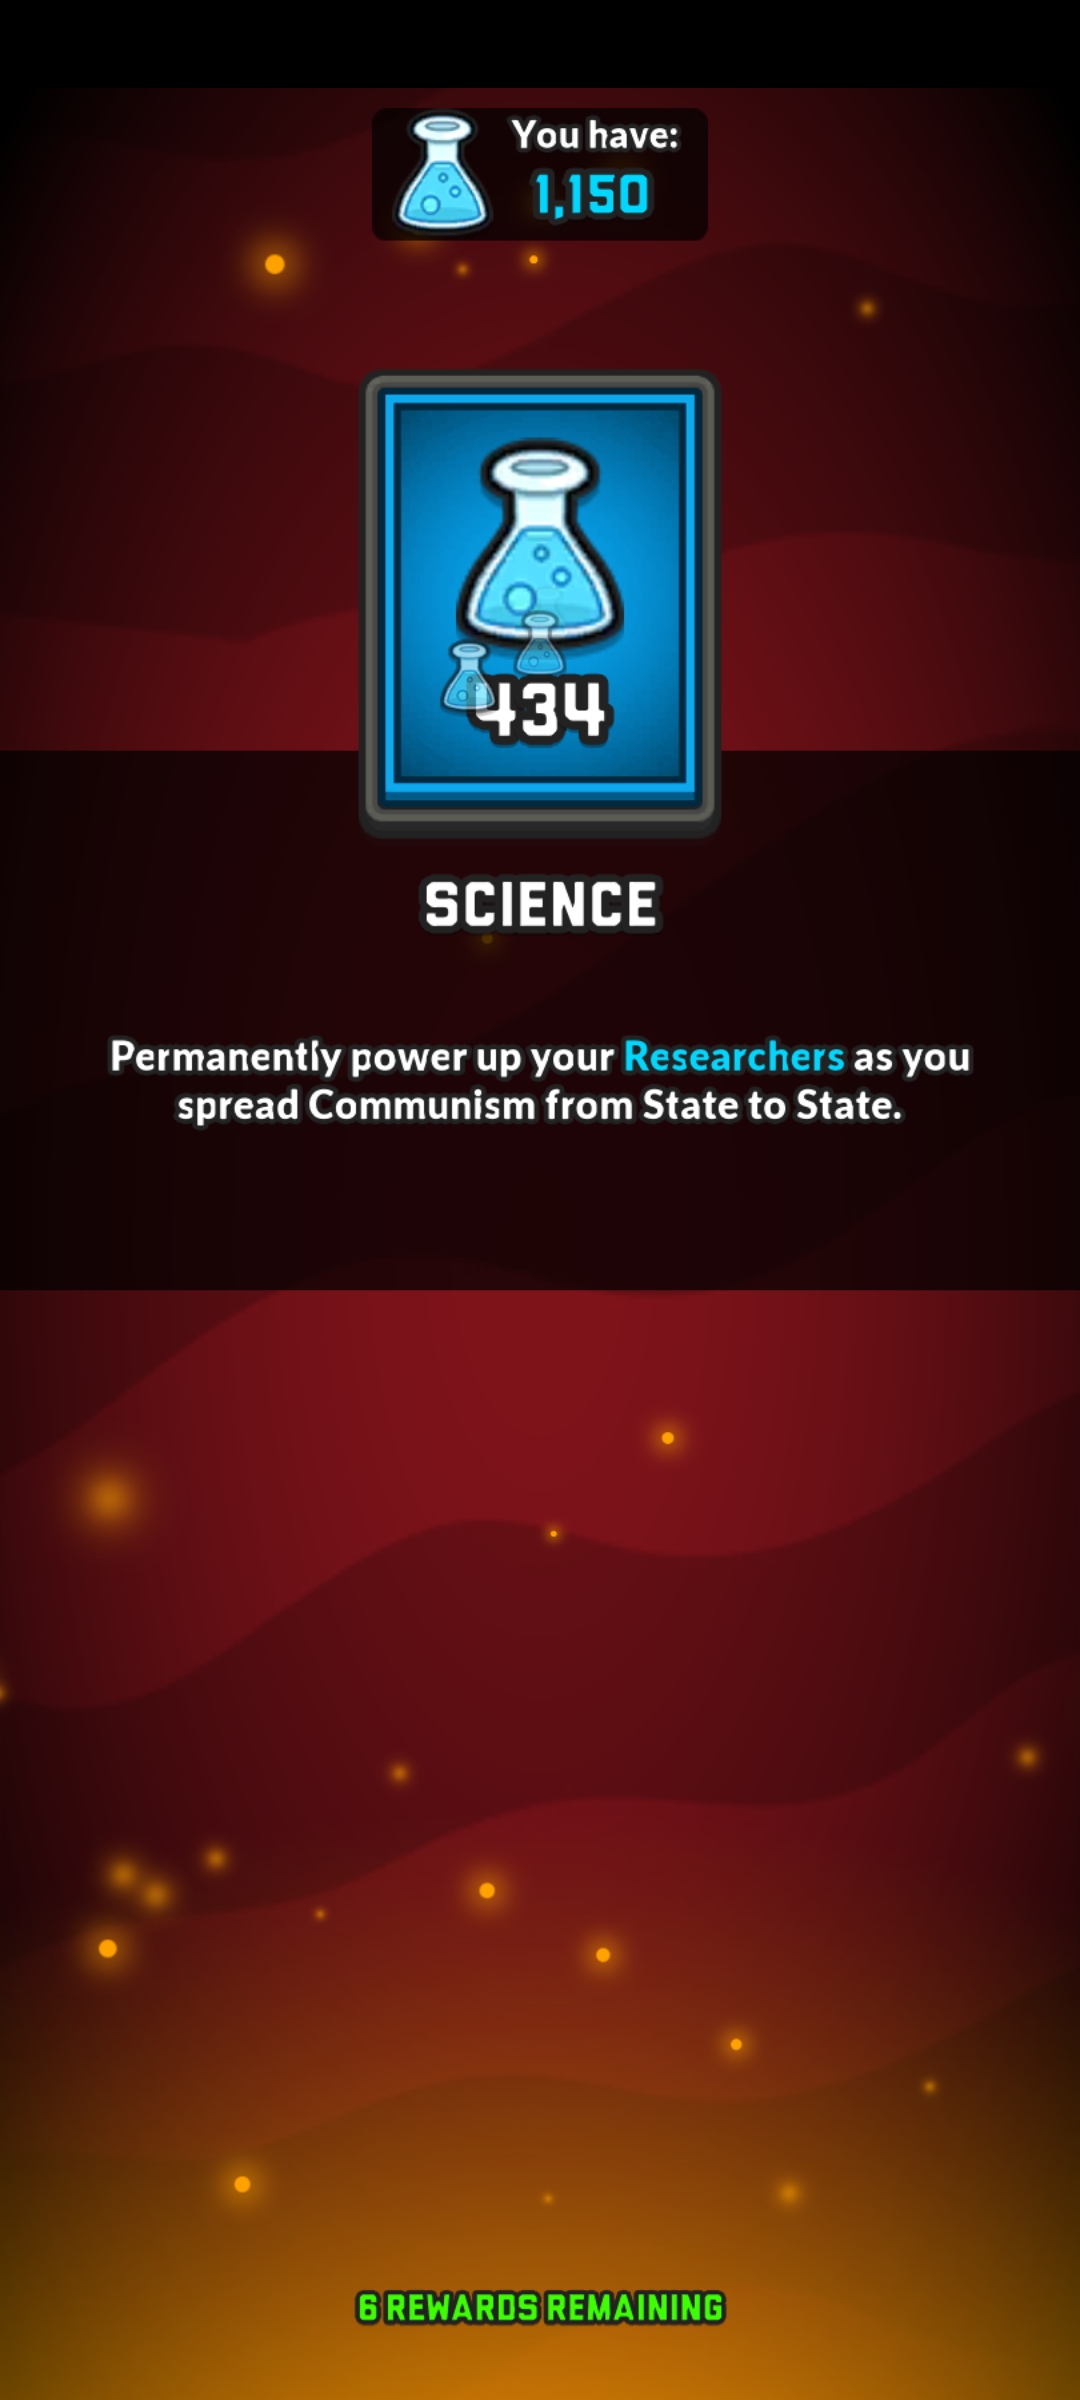 You have:
1,150
434
SCIENCE
Permanently power up your Researchers as you
spread Communism from State to State.
6 REWARDS REMAINING